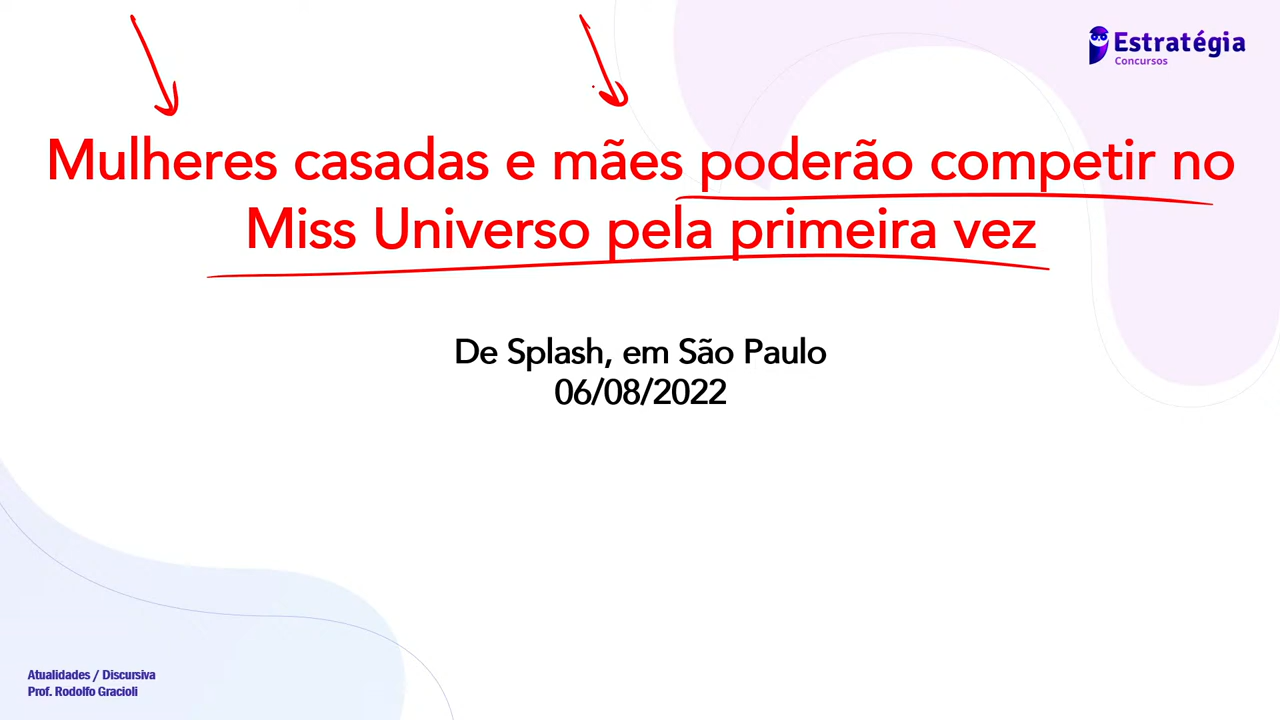 Estratégia
Concursos
Mulheres casadas e mães poderão competir no
Miss Universo pela primeira vez
De Splash, em São Paulo
06/08/2022
Atualidades / Discursiva
Prof. Rodolfo Gracioli